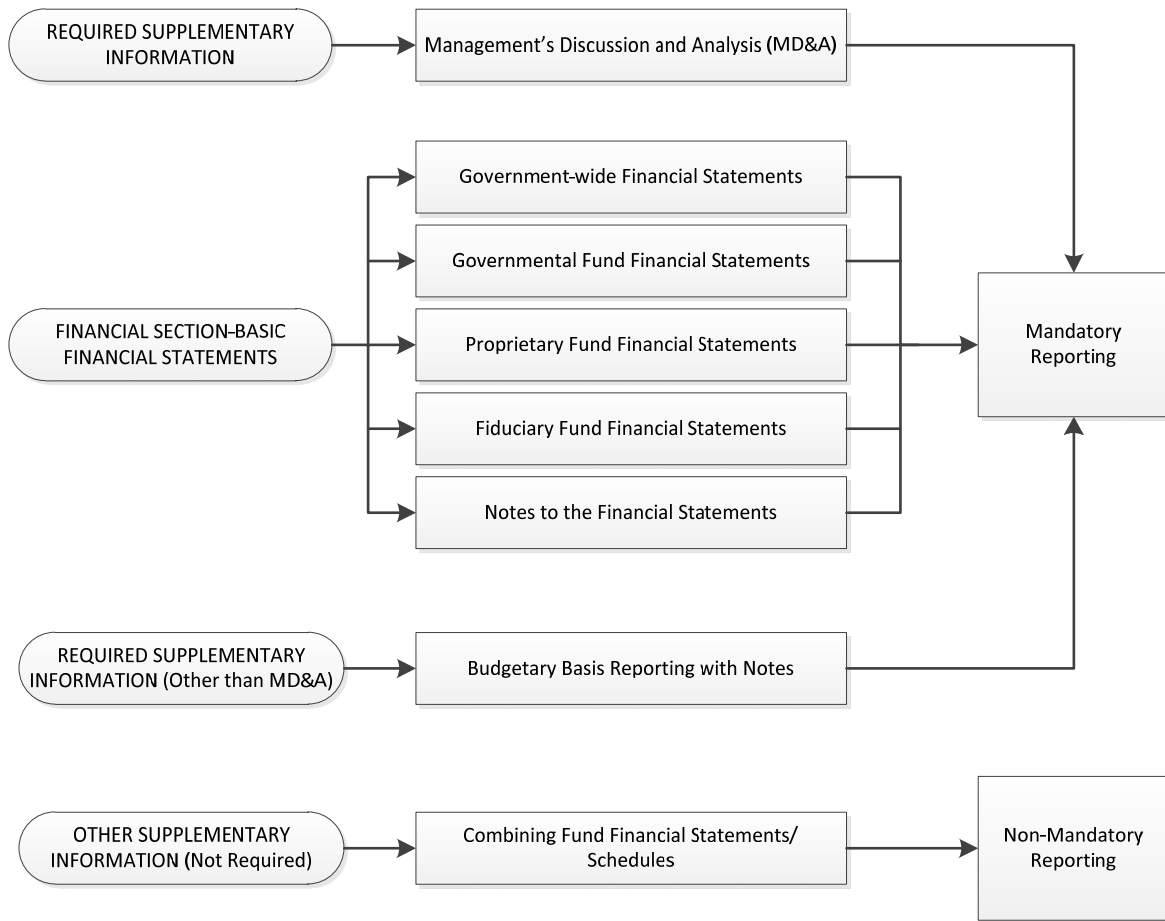 REQUIRED SUPPLEMENTARY
INFORMATION
Management’s Discussion and Analysis (MD&A)
Government-wide Financial Statements
Governmental Fund Financial Statements
FINANCIAL SECTION-BASIC
FINANCIAL STATEMENTS
Proprietary Fund Financial Statements
Mandatory
Reporting
Fiduciary Fund Financial Statements
Notes to the Financial Statements
REQUIRED SUPPLEMENTARY
INFORMATION (Other than MD&A)
Budgetary Basis Reporting with Notes
OTHER SUPPLEMENTARY
INFORMATION (Not Required)
Combining Fund Financial Statements/
Schedules
Non-Mandatory
Reporting